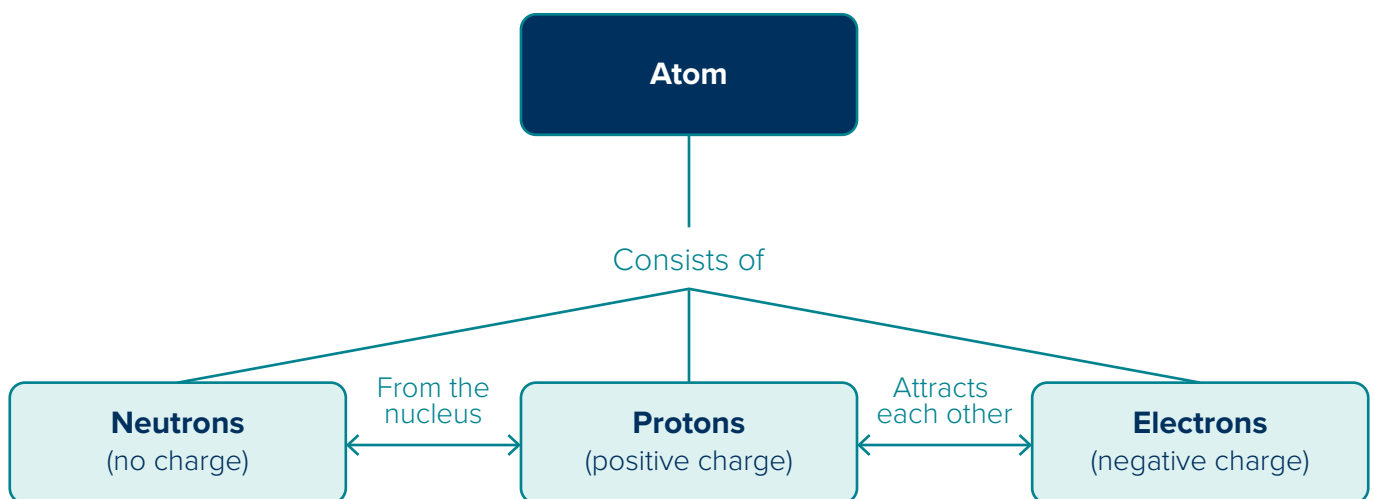 Atom
Consists of
From the
nucleus
Attracts
each other
Neutrons
(no charge)
Protons
(positive charge)
Electrons
(negative charge)